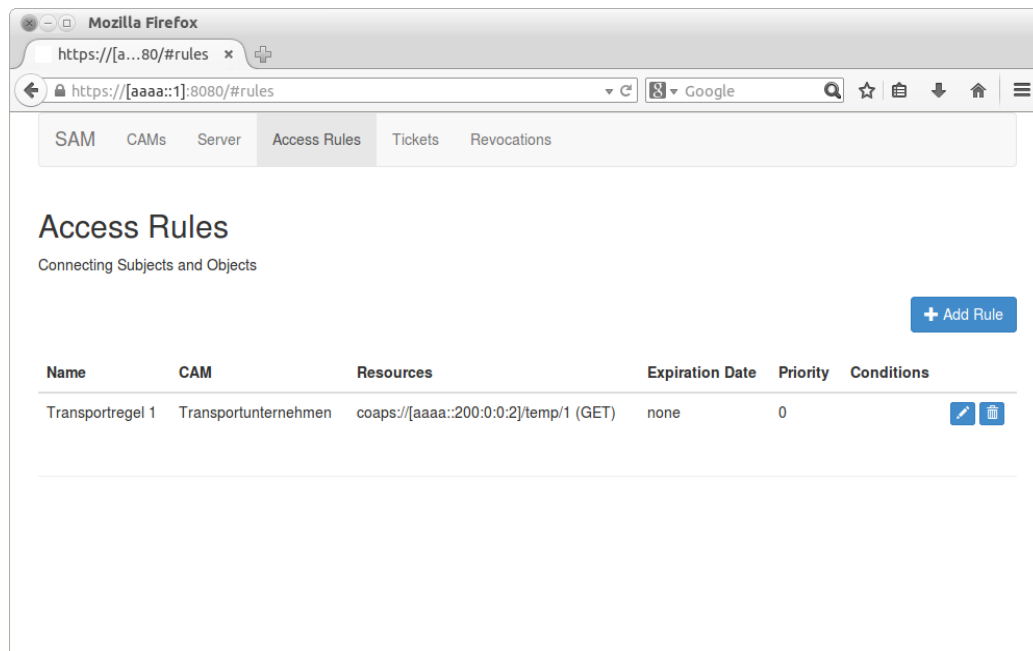 Mozilla Firefox
https://[a...80/#rules
https://[aaaa::1]:8080/#rules
8 Google
SAM CAMs Server Access Rules Tickets Revocations
Access Rules
Connecting Subjects and Objects
Add Rule
Name CAM Resources Expiration Date Priority Conditions
Transportregel 1 Transportunternehmen coaps://[aaaa::200:0:0:2]/temp/1 (GET) none 0